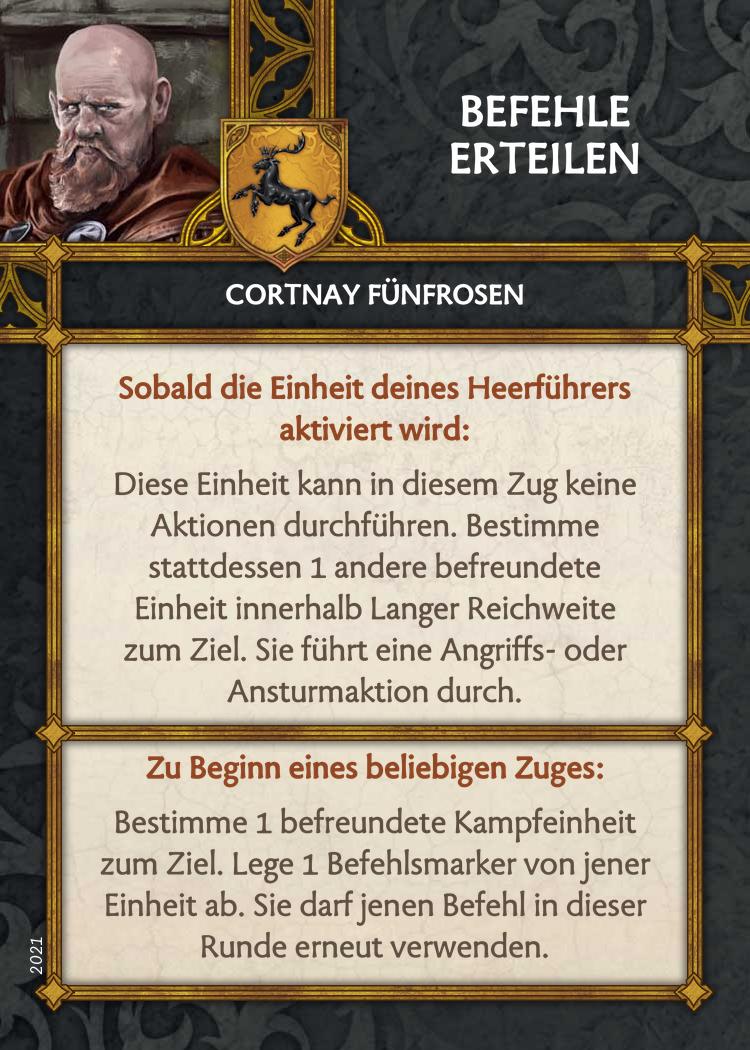 BEFEHLE
ERTEILEN
CORTNAY FÜNFROSEN
Sobald die Einheit deines Heerführers
aktiviert wird:
Diese Einheit kann in diesem Zug keine
Aktionen durchführen. Bestimme
stattdessen 1 andere befreundete
Einheit innerhalb Langer Reichweite
zum Ziel. Sie führt eine Angriffs- oder
Ansturmaktion durch.
Zu Beginn eines beliebigen Zuges:
Bestimme 1 befreundete Kampfeinheit
zum Ziel. Lege 1 Befehlsmarker von jener
Einheit ab. Sie darf jenen Befehl in dieser
Runde erneut verwenden.
2021